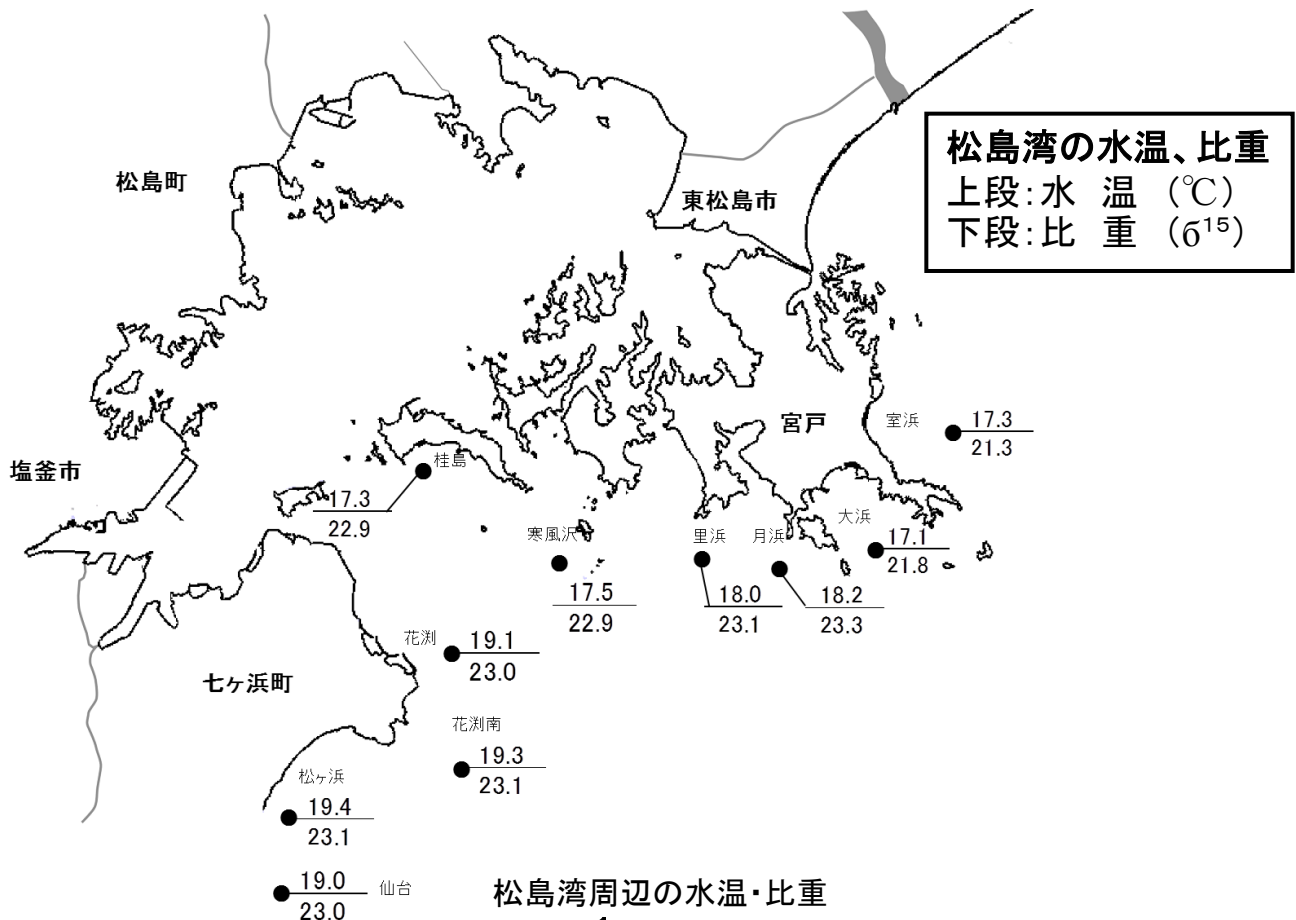 松島湾の水温、比重
上段：水 温 （℃）
下段：比 重 （б¹⁵）
松島町
東松島市
宮戸
室浜
17.3
21.3
塩釜市
桂島
17.3
22.9
寒風沢
17.5
22.9
里浜
18.0
23.1
月浜
18.2
23.3
大浜
17.1
21.8
花渕
19.1
23.0
七ヶ浜町
花渕南
19.3
23.1
松ヶ浜
19.4
23.1
19.0
23.0
仙台
松島湾周辺の水温・比重